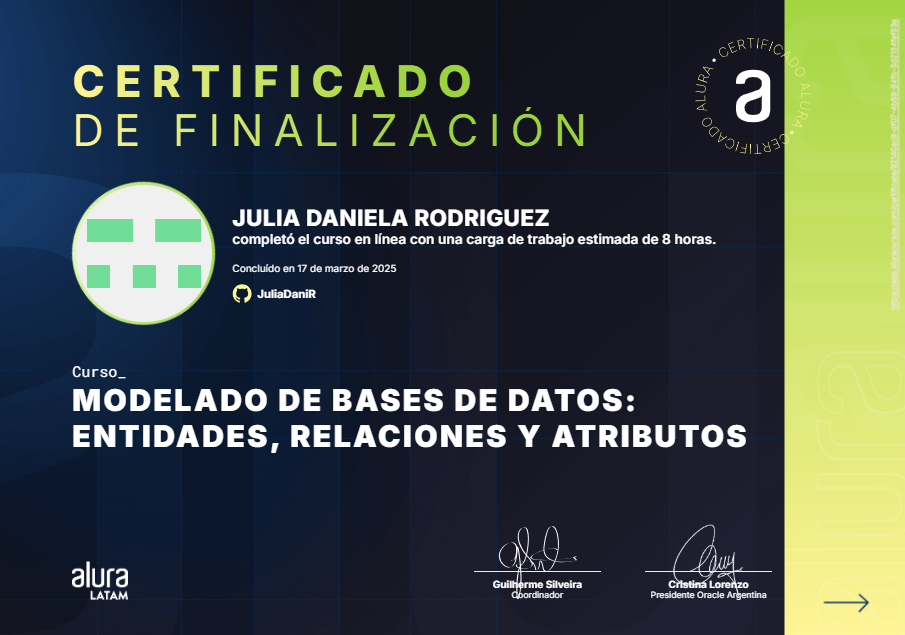 CERTIFICADO
DE FINALIZACIÓN
CERTIFICADO ALURA • CERTIFICADO ALURA •
a
JULIA DANIELA RODRIGUEZ
completó el curso en línea con una carga de trabajo estimada de 8 horas.
Concluído en 17 de marzo de 2025
JuliaDaniR
Curso_
MODELADO DE BASES DE DATOS:
ENTIDADES, RELACIONES Y ATRIBUTOS
alura
LATAM
Guilherme Silveira
Coordinador
Cristina Lorenzo
Presidente Oracle Argentina
alura